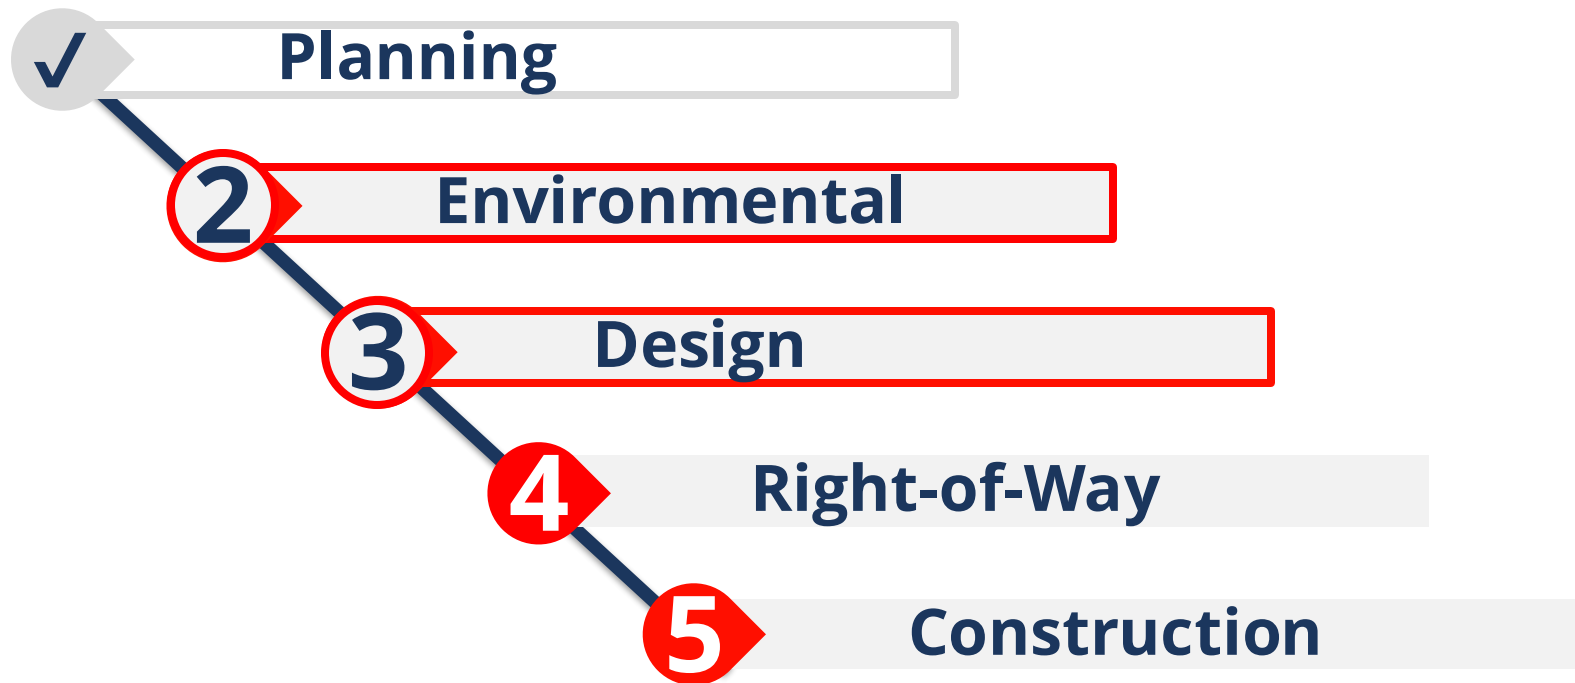 ✓ Planning
2 Environmental
3 Design
4 Right-of-Way
5 Construction